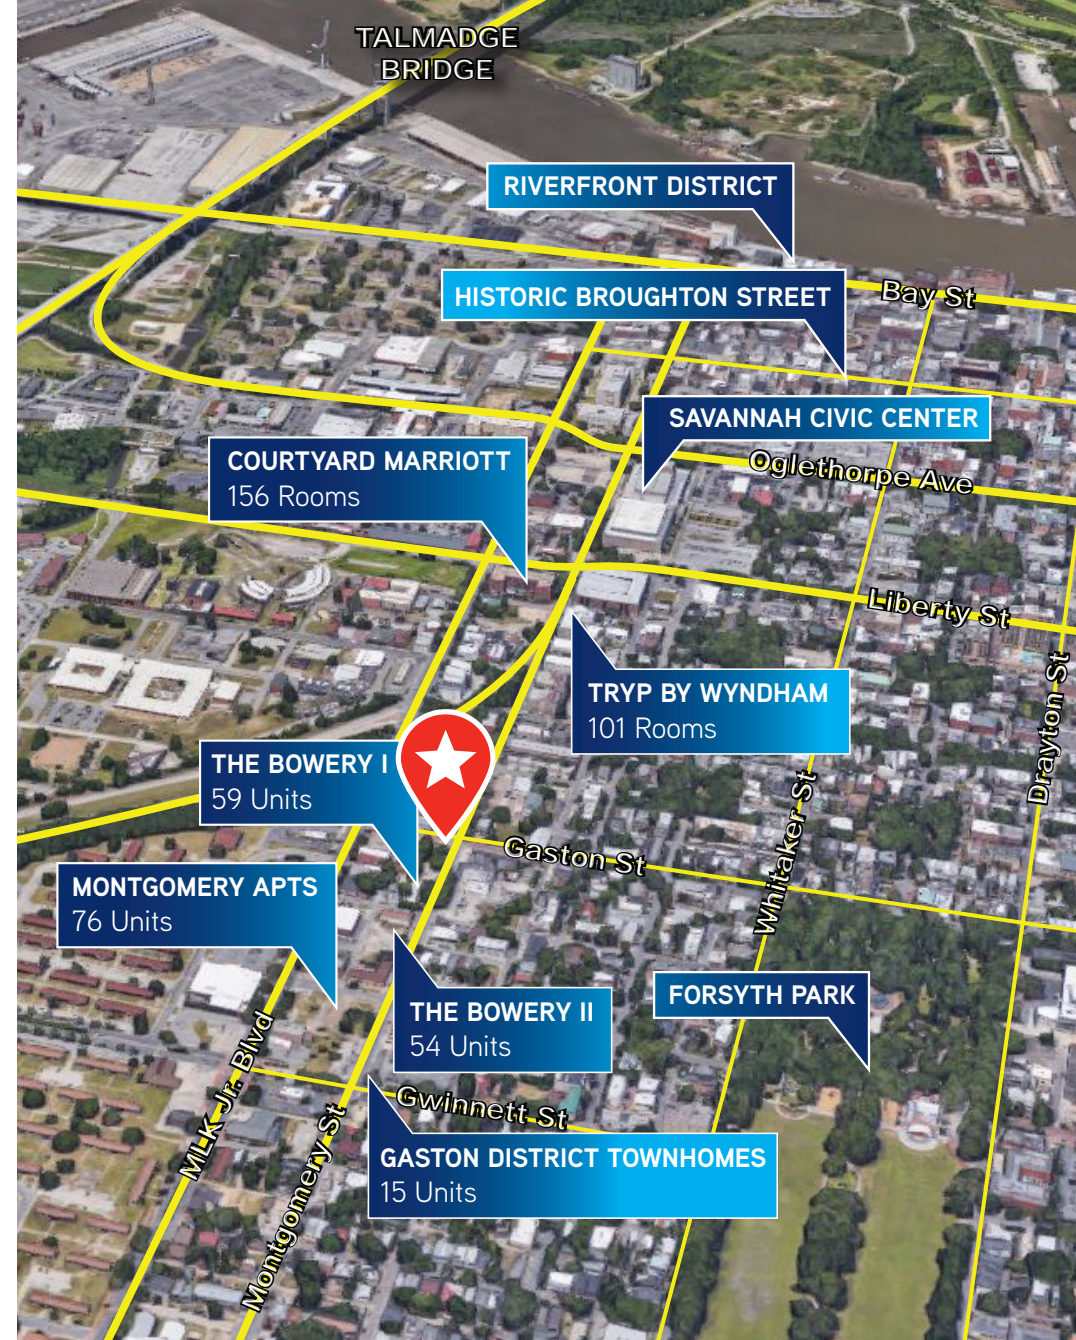 TALMADGE
BRIDGE
RIVERFRONT DISTRICT
HISTORIC BROUGHTON STREET
Bay St
SAVANNAH CIVIC CENTER
COURTYARD MARRIOTT
156 Rooms
Oglethorpe Ave
Liberty St
TRYP BY WYNDHAM
101 Rooms
Drayton St
THE BOWERY I
59 Units
Whitaker St
Gaston St
MONTGOMERY APTS
76 Units
THE BOWERY II
54 Units
FORSYTH PARK
MLK Jr. Blvd
Gwinnett St
Montgomery St
GASTON DISTRICT TOWNHOMES
15 Units